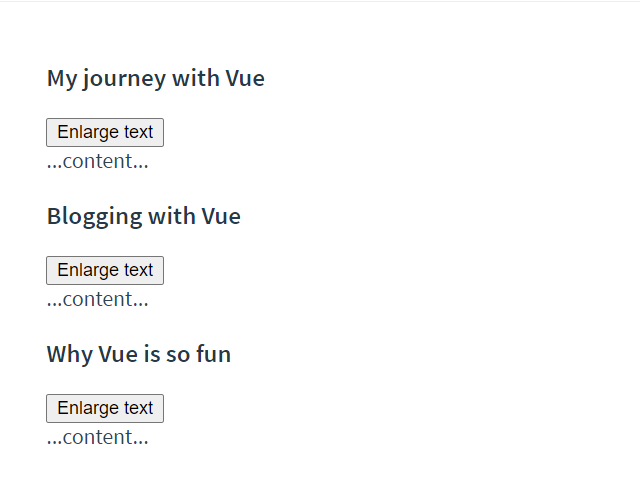 My journey with Vue
Enlarge text
...content...
Blogging with Vue
Enlarge text
...content...
Why Vue is so fun
Enlarge text
...content...